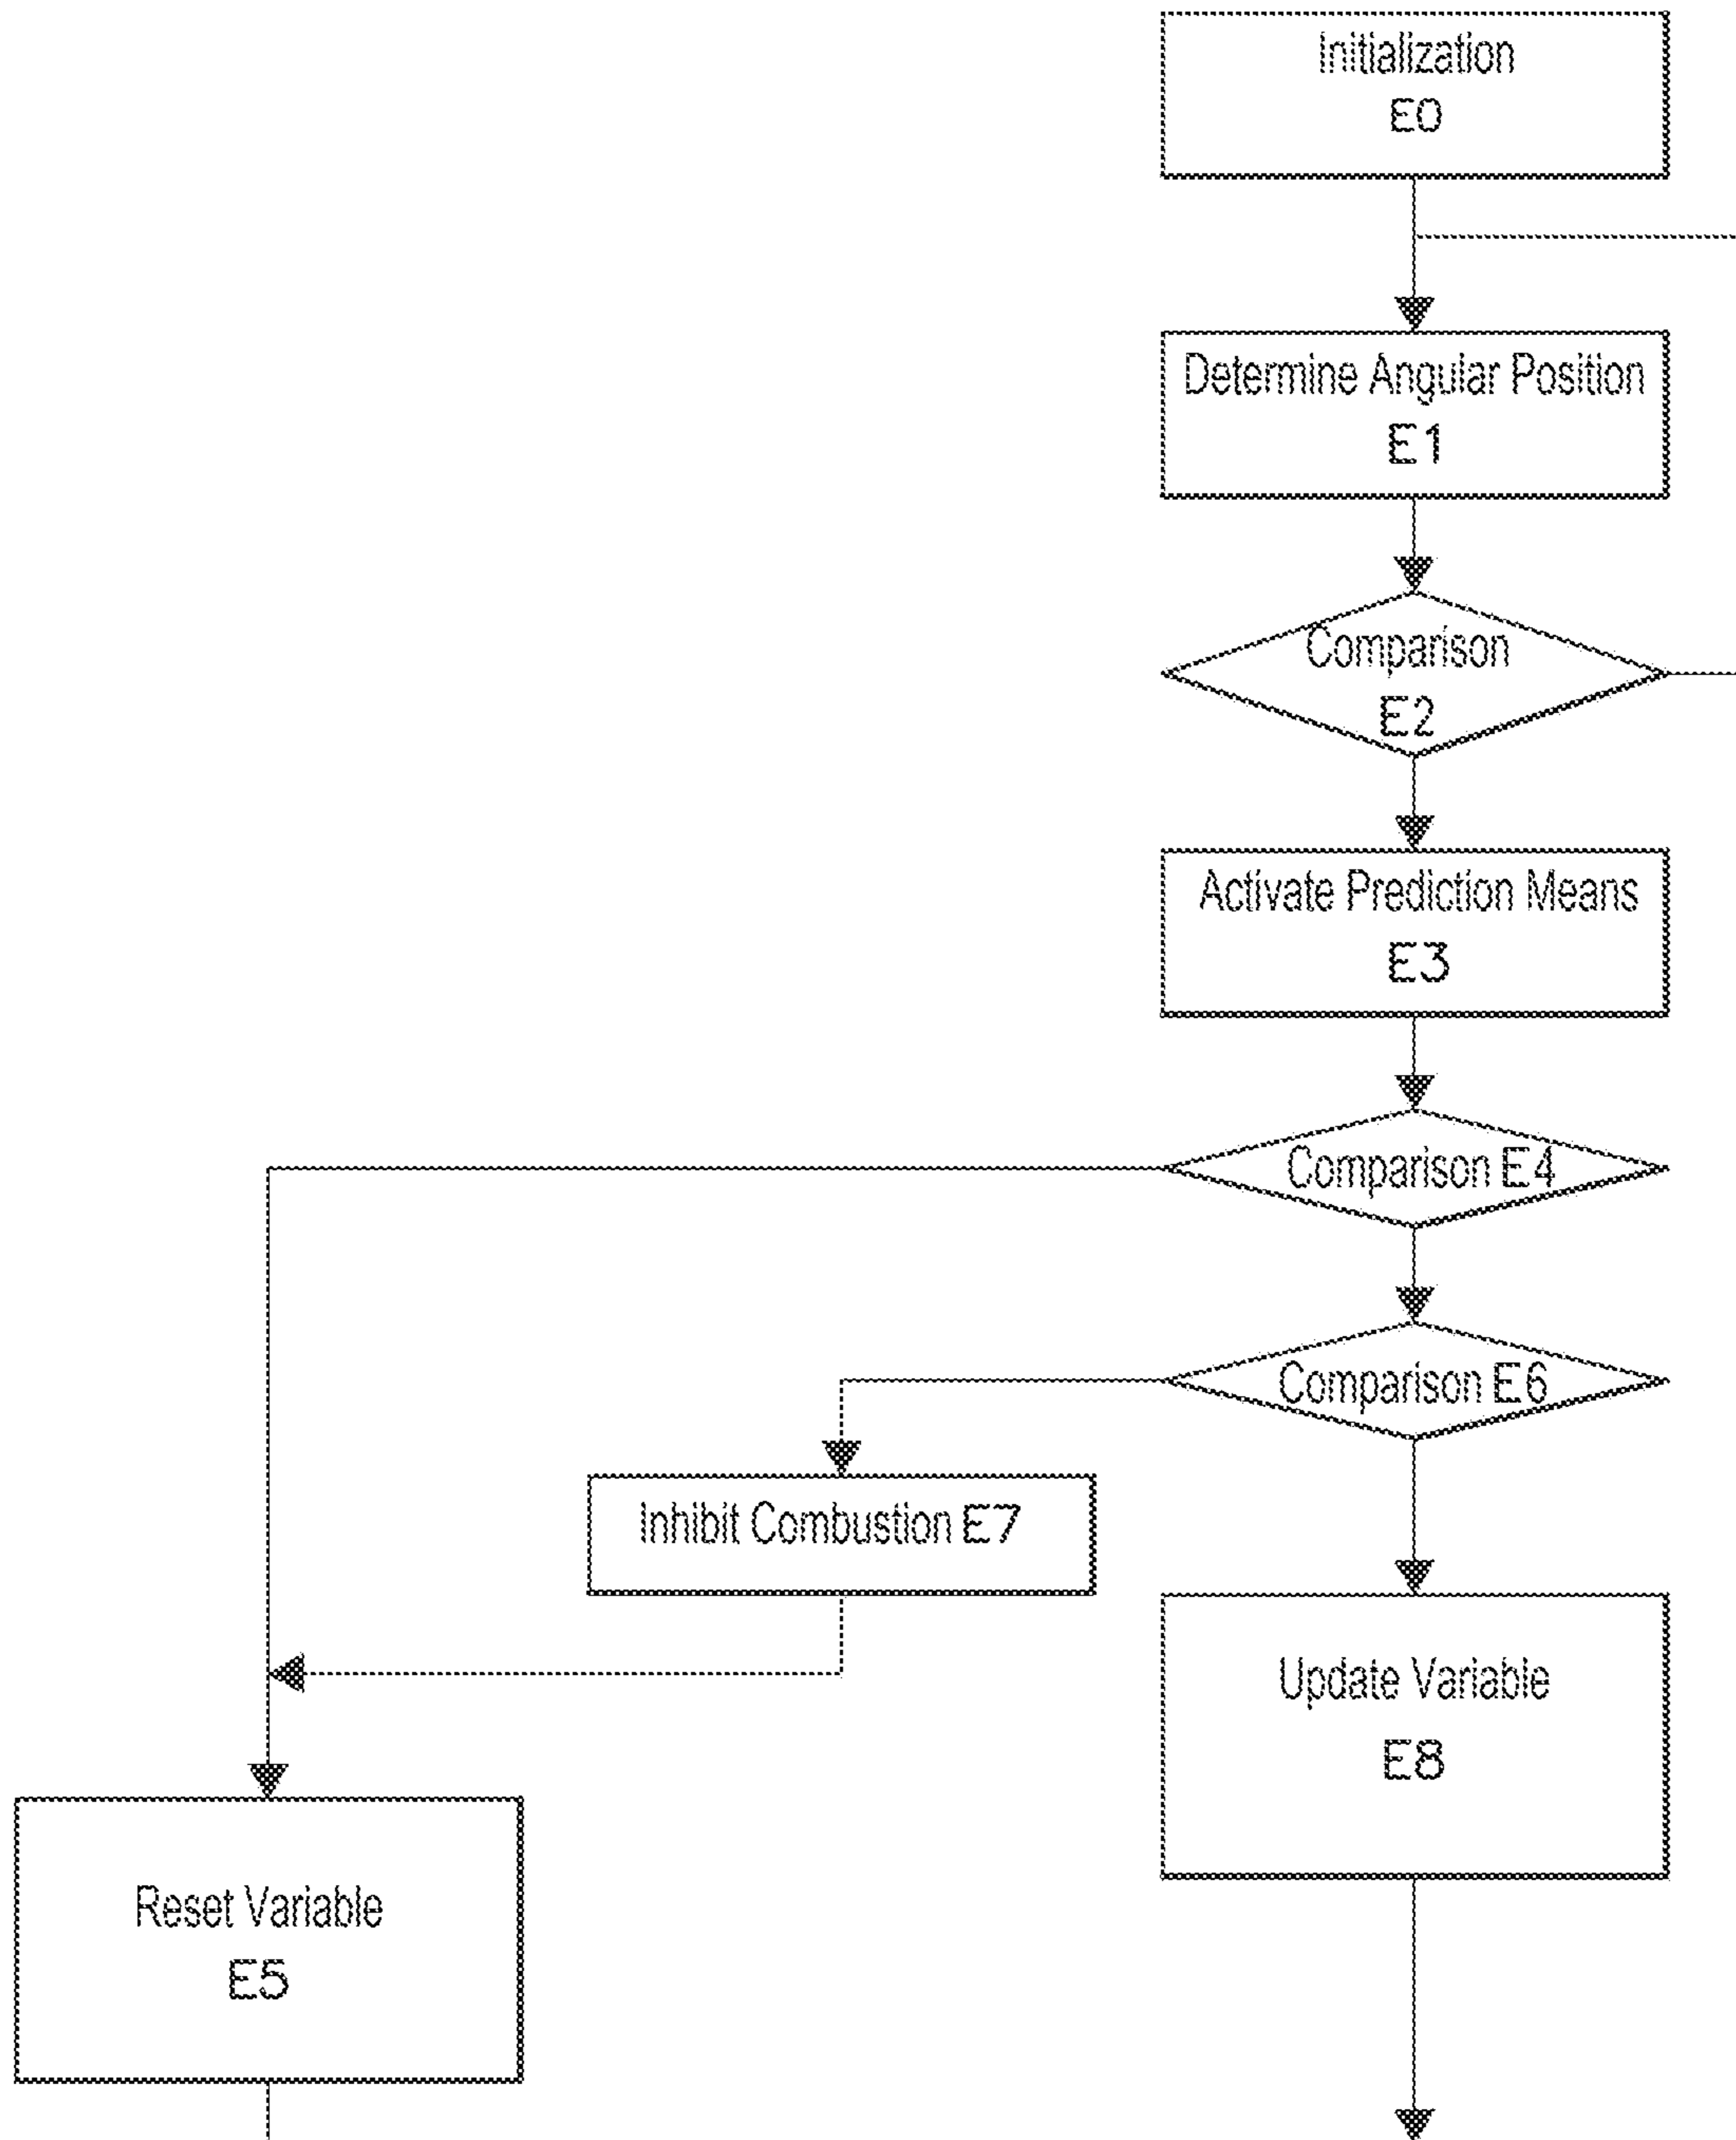 Initialization
E0
Determine Angular Position
E1
Comparison
E2
Activate Prediction Means
E3
Comparison E4
Comparison E6
Inhibit Combustion E7
Update Variable
E8
Reset Variable
E5